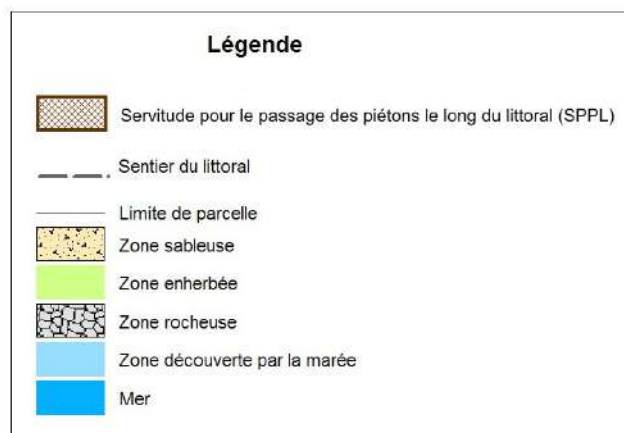 Légende
Servitude pour le passage des piétons le long du littoral (SPPL)
Sentier du littoral
Limite de parcelle
Zone sableuse
Zone enherbée
Zone rocheuse
Zone découverte par la marée
Mer